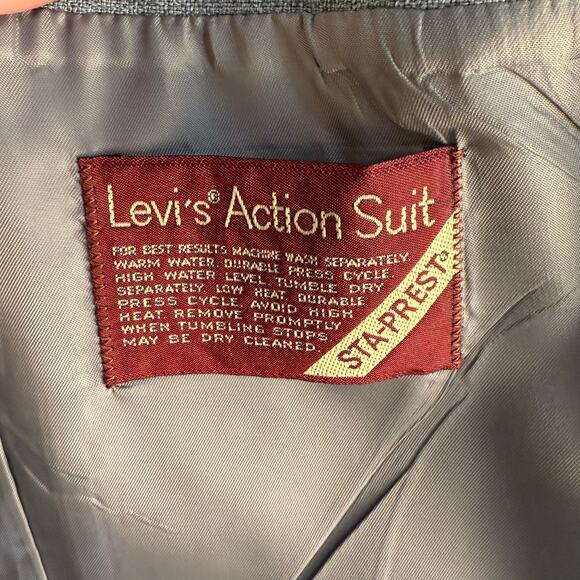 Levi's® Action Suit
FOR BEST RESULTS MACHINE WASH SEPARATELY.
WARM WATER DURABLE PRESS CYCLE.
HIGH WATER LEVEL. TUMBLE DRY
SEPARATELY. LOW HEAT. DURABLE
PRESS CYCLE. AVOID HIGH
HEAT. REMOVE PROMPTLY
WHEN TUMBLING STOPS.
MAY BE DRY CLEANED.
STA-PREST®